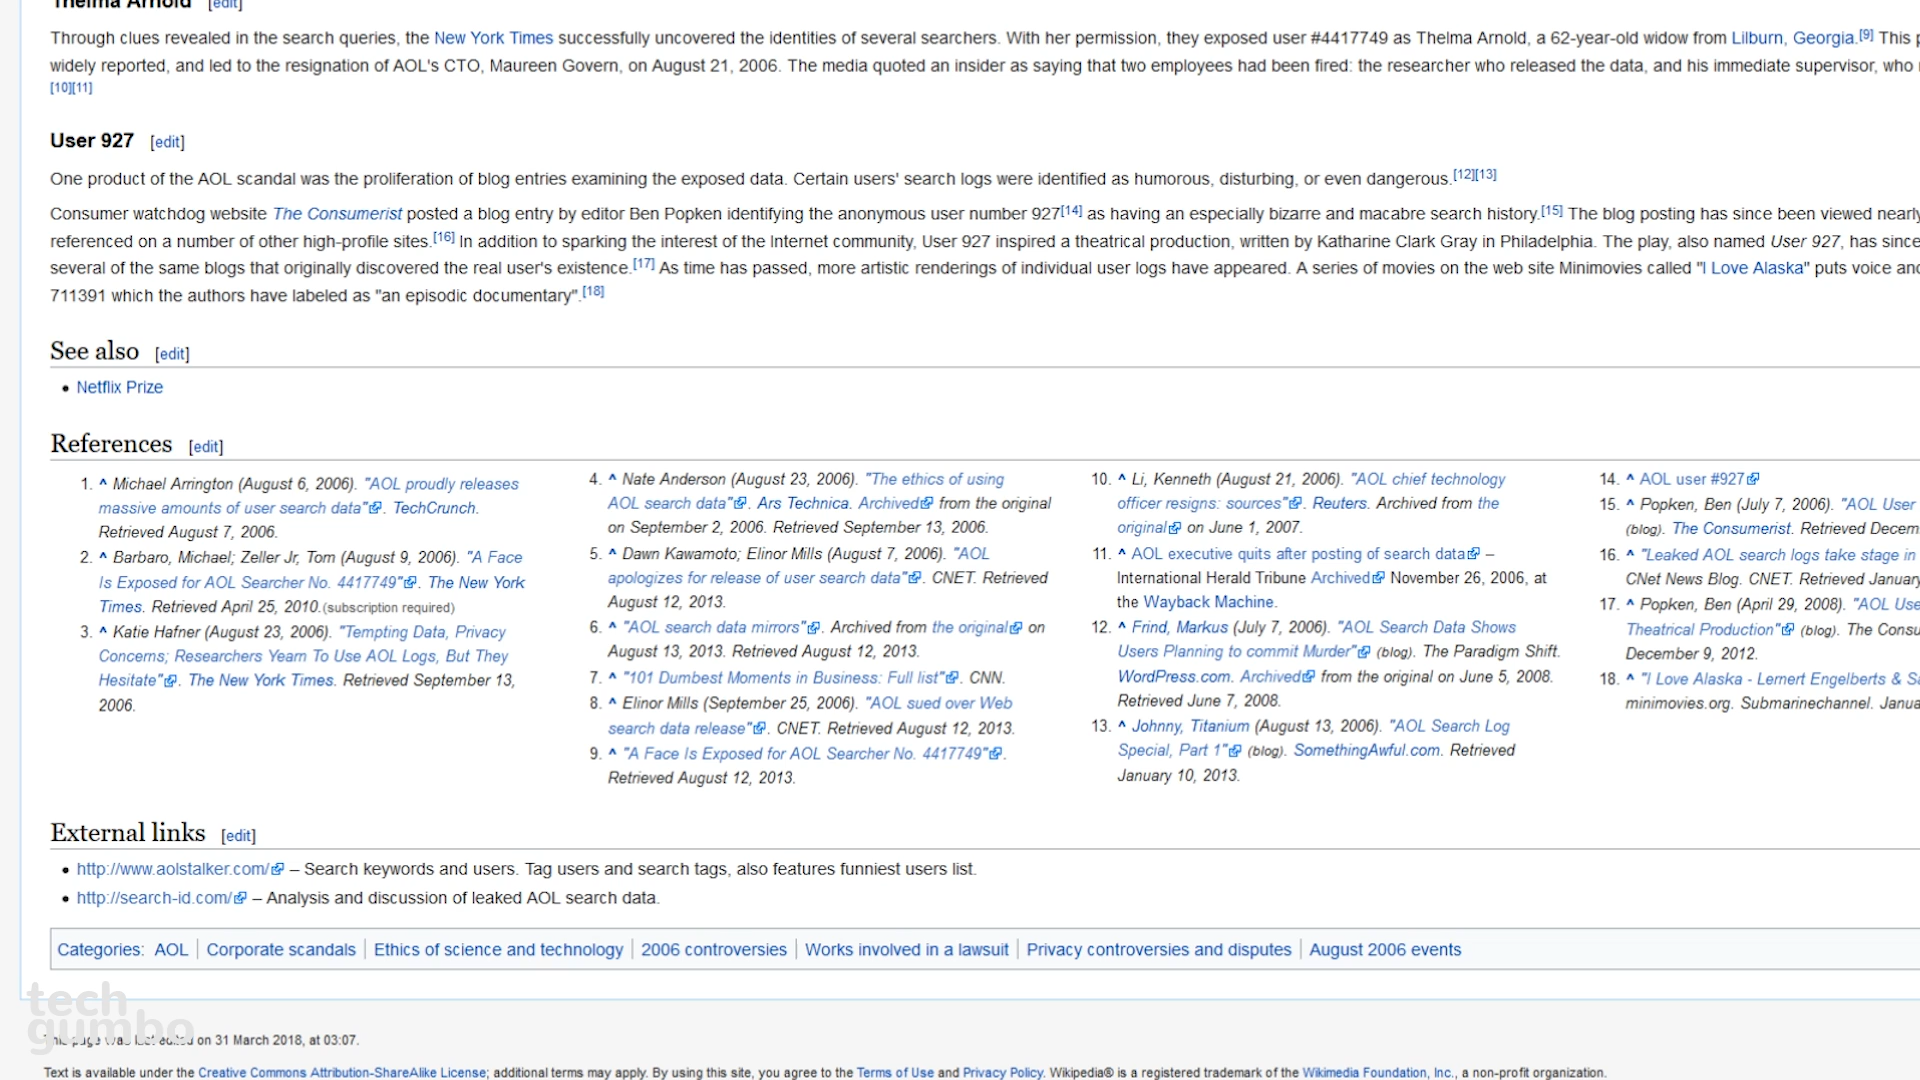 Thelma Arnold [edit]
Through clues revealed in the search queries, the New York Times successfully uncovered the identities of several searchers. With her permission, they exposed user #4417749 as Thelma Arnold, a 62-year-old widow from Lilburn, Georgia.[9] This
widely reported, and led to the resignation of AOL's CTO, Maureen Govern, on August 21, 2006. The media quoted an insider as saying that two employees had been fired: the researcher who released the data, and his immediate supervisor, who
[10][11]
User 927 [edit]
One product of the AOL scandal was the proliferation of blog entries examining the exposed data. Certain users' search logs were identified as humorous, disturbing, or even dangerous.[12][13]
Consumer watchdog website The Consumerist posted a blog entry by editor Ben Popken identifying the anonymous user number 927[14] as having an especially bizarre and macabre search history.[15] The blog posting has since been viewed nearly
referenced on a number of other high-profile sites.[16] In addition to sparking the interest of the Internet community, User 927 inspired a theatrical production, written by Katharine Clark Gray in Philadelphia. The play, also named User 927, has since
several of the same blogs that originally discovered the real user's existence.[17] As time has passed, more artistic renderings of individual user logs have appeared. A series of movies on the web site Minimovies called "I Love Alaska" puts voice
711391 which the authors have labeled as "an episodic documentary".[18]
See also [edit]
• Netflix Prize
References [edit]
1. ^ Michael Arrington (August 6, 2006). "AOL proudly releases
massive amounts of user search data". TechCrunch.
Retrieved August 7, 2006.
2. ^ Barbaro, Michael; Zeller Jr, Tom (August 9, 2006). "A Face
Is Exposed for AOL Searcher No. 4417749". The New York
Times. Retrieved April 25, 2010.(subscription required)
3. ^ Katie Hafner (August 23, 2006). "Tempting Data, Privacy
Concerns; Researchers Yearn To Use AOL Logs, But They
Hesitate". The New York Times. Retrieved September 13,
2006.
4. ^ Nate Anderson (August 23, 2006). "The ethics of using
AOL search data". Ars Technica. Archived from the original
on September 2, 2006. Retrieved September 13, 2006.
5. ^ Dawn Kawamoto; Elinor Mills (August 7, 2006). "AOL
apologizes for release of user search data". CNET. Retrieved
August 12, 2013.
6. ^ "AOL search data mirrors". Archived from the original on
August 13, 2013. Retrieved August 12, 2013.
7. ^ "101 Dumbest Moments in Business: Full list". CNN.
8. ^ Elinor Mills (September 25, 2006). "AOL sued over Web
search data release". CNET. Retrieved August 12, 2013.
9. ^ "A Face Is Exposed for AOL Searcher No. 4417749".
Retrieved August 12, 2013.
10. ^ Li, Kenneth (August 21, 2006). "AOL chief technology
officer resigns: sources". Reuters. Archived from the
original on June 1, 2007.
11. ^ AOL executive quits after posting of search data –
International Herald Tribune Archived November 26, 2006, at
the Wayback Machine.
12. ^ Frind, Markus (July 7, 2006). "AOL Search Data Shows
Users Planning to commit Murder" (blog). The Paradigm Shift.
WordPress.com. Archived from the original on June 5, 2008.
Retrieved June 7, 2008.
13. ^ Johnny, Titanium (August 13, 2006). "AOL Search Log
Special, Part 1" (blog). SomethingAwful.com. Retrieved
January 10, 2013.
14. ^ AOL user #927
15. ^ Popken, Ben (July 7, 2006). "AOL User
(blog). The Consumerist. Retrieved
16. ^ "Leaked AOL search logs take stage in
CNet News Blog. CNET. Retrieved January
17. ^ Popken, Ben (April 29, 2008). "AOL
Theatrical Production" (blog). The
December 9, 2012.
18. ^ "I Love Alaska - Lernert Engelberts &
minimovies.org. Submarinechannel.
External links [edit]
• http://www.aolstalker.com/ – Search keywords and users. Tag users and search tags, also features funniest users list.
• http://search-id.com/ – Analysis and discussion of leaked AOL search data.
Categories: AOL | Corporate scandals | Ethics of science and technology | 2006 controversies | Works involved in a lawsuit | Privacy controversies and disputes | August 2006 events
tech
gumbo
This page was last edited on 31 March 2018, at 03:07.
Text is available under the Creative Commons Attribution-ShareAlike License; additional terms may apply. By using this site, you agree to the Terms of Use and Privacy Policy. Wikipedia® is a registered trademark of the Wikimedia Foundation, Inc., a non-profit organization.